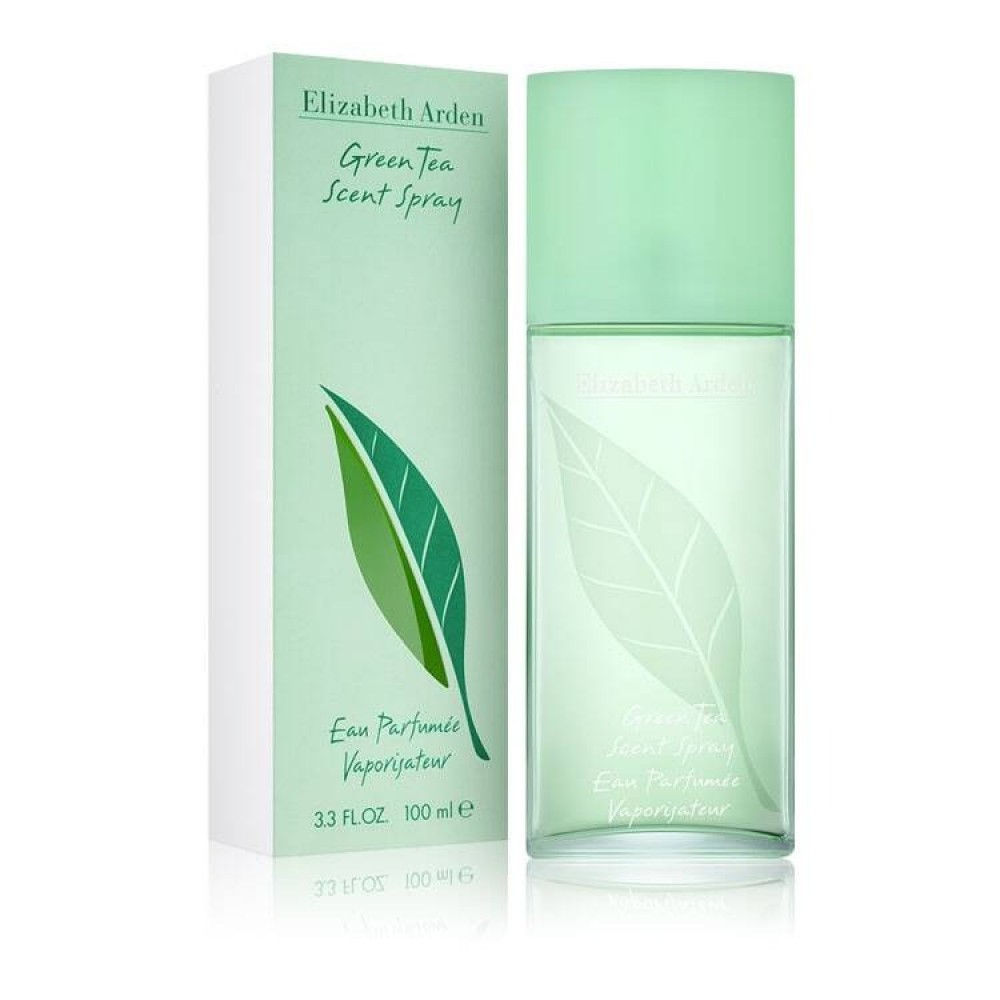 Elizabeth Arden
Green Tea
Scent Spray
Eau Parfumée
Vaporisateur
3.3 FL.OZ. 100 ml ℮
Elizabeth Arden
Green Tea
Scent Spray
Eau Parfumée
Vaporisateur